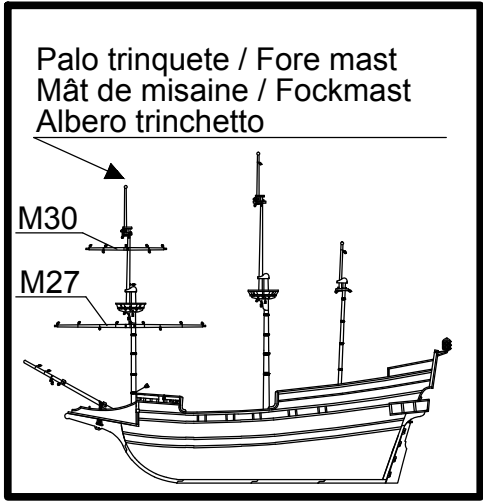 Palo trinquete / Fore mast
Mât de misaine / Fockmast
Albero trinchetto
M30
M27